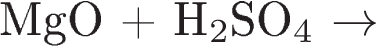 MgO + H₂SO₄ →